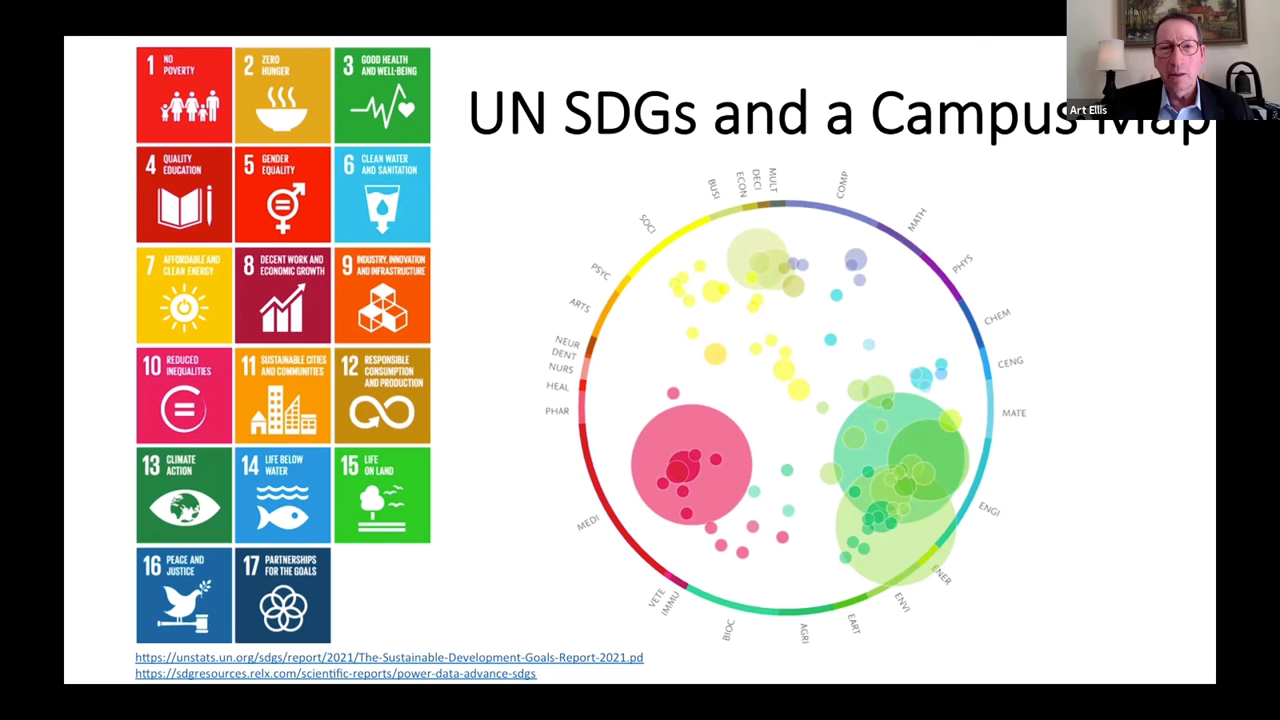 UN SDGs and a Campus Map
Art Ellis
1 NO
POVERTY
2 ZERO
HUNGER
3 GOOD HEALTH
AND WELL-BEING
4 QUALITY
EDUCATION
5 GENDER
EQUALITY
6 CLEAN WATER
AND SANITATION
7 AFFORDABLE AND
CLEAN ENERGY
8 DECENT WORK AND
ECONOMIC GROWTH
9 INDUSTRY, INNOVATION
AND INFRASTRUCTURE
10 REDUCED
INEQUALITIES
11 SUSTAINABLE CITIES
AND COMMUNITIES
12 RESPONSIBLE
CONSUMPTION
AND PRODUCTION
13 CLIMATE
ACTION
14 LIFE BELOW
WATER
15 LIFE
ON LAND
16 PEACE AND
JUSTICE
17 PARTNERSHIPS
FOR THE GOALS
BUSI
ECON
DECI
MULT
COMP
MATH
PHYS
CHEM
CENG
MATE
ENGI
ENER
ENVI
EART
AGRI
BIOC
IMMU
VETE
MEDI
PHAR
HEAL
NURS
DENT
NEUR
ARTS
PSYC
SOCI
https://unstats.un.org/sdgs/report/2021/The-Sustainable-Development-Goals-Report-2021.pd
https://sdgresources.relx.com/scientific-reports/power-data-advance-sdgs